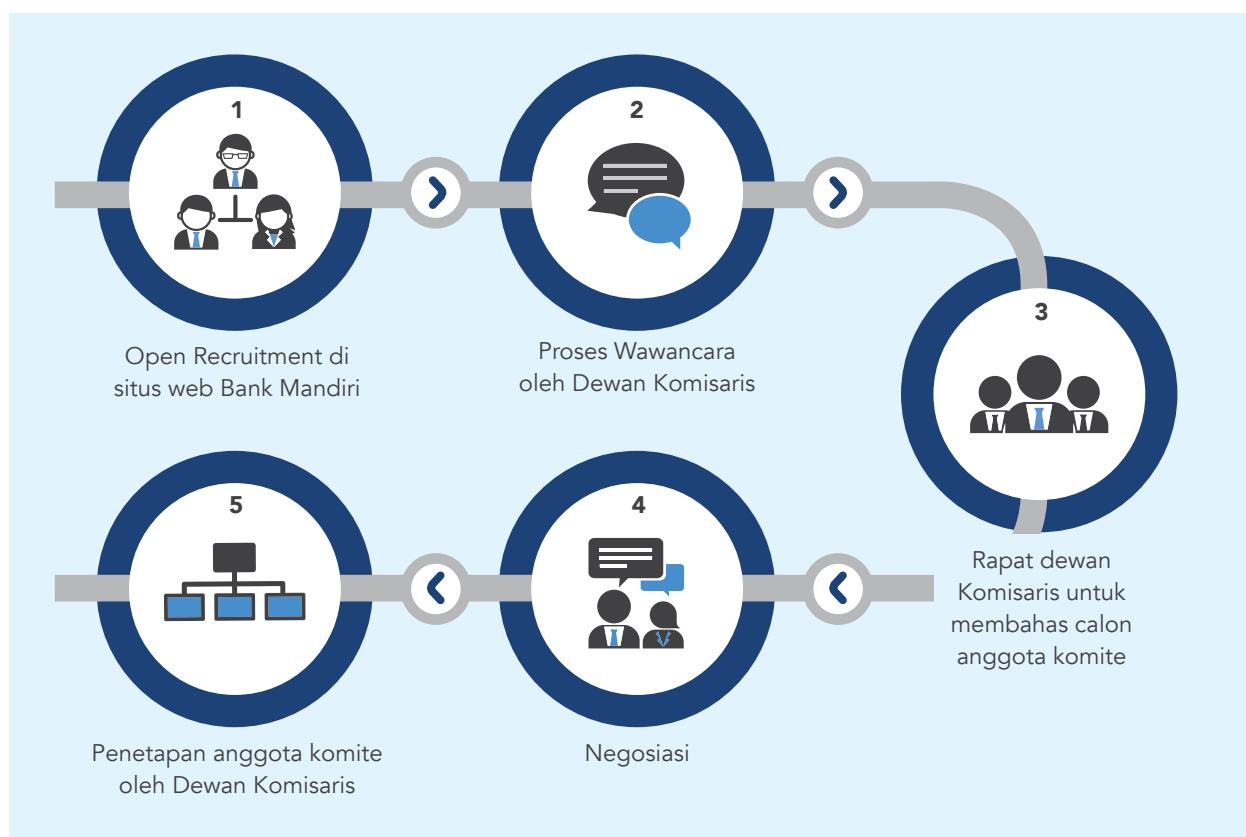 1
Open Recruitment di
situs web Bank Mandiri
2
Proses Wawancara
oleh Dewan Komisaris
3
Rapat dewan
Komisaris untuk
membahas calon
anggota komite
4
Negosiasi
5
Penetapan anggota komite
oleh Dewan Komisaris